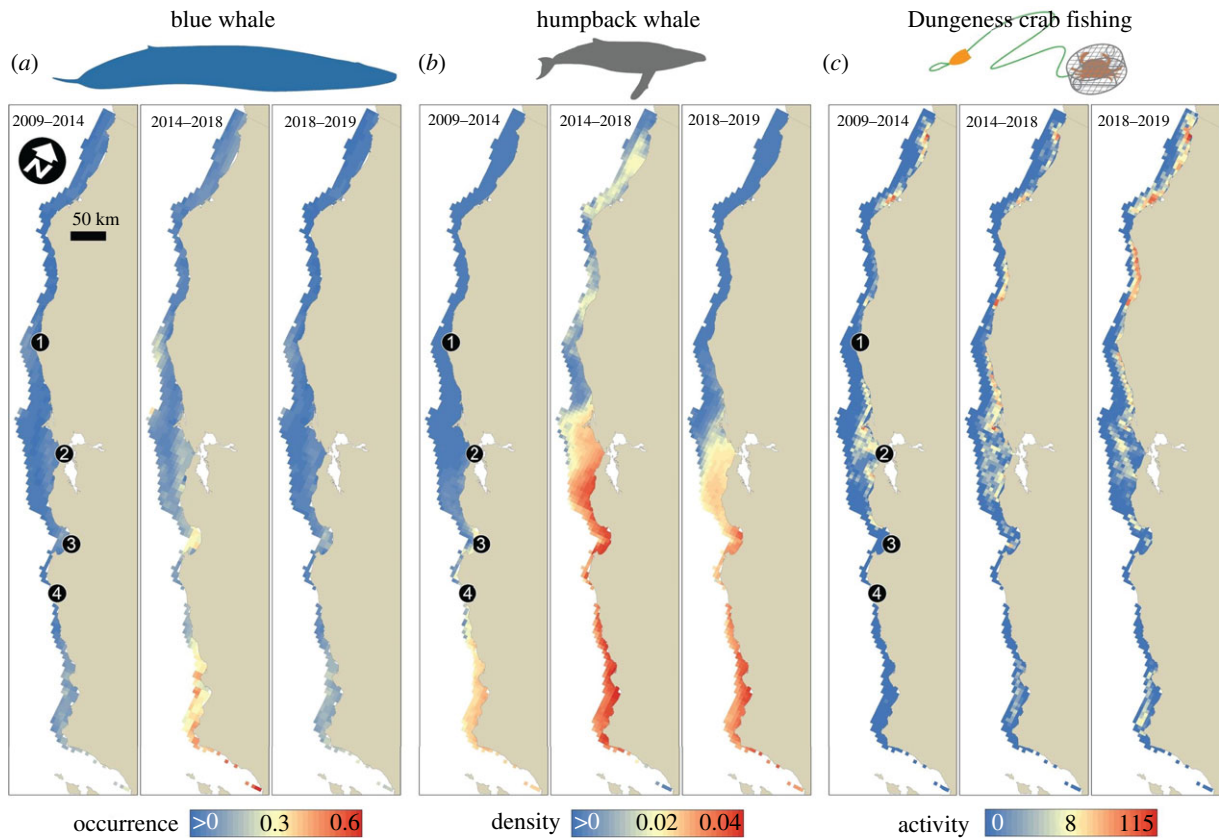 blue whale
humpback whale
Dungeness crab fishing
(a)
(b)
(c)
2009–2014
2014–2018
2018–2019
2009–2014
2014–2018
2018–2019
2009–2014
2014–2018
2018–2019
N
50 km
1
1
1
2
2
2
3
3
3
4
4
4
occurrence >0 0.3 0.6
density >0 0.02 0.04
activity 0 8 115